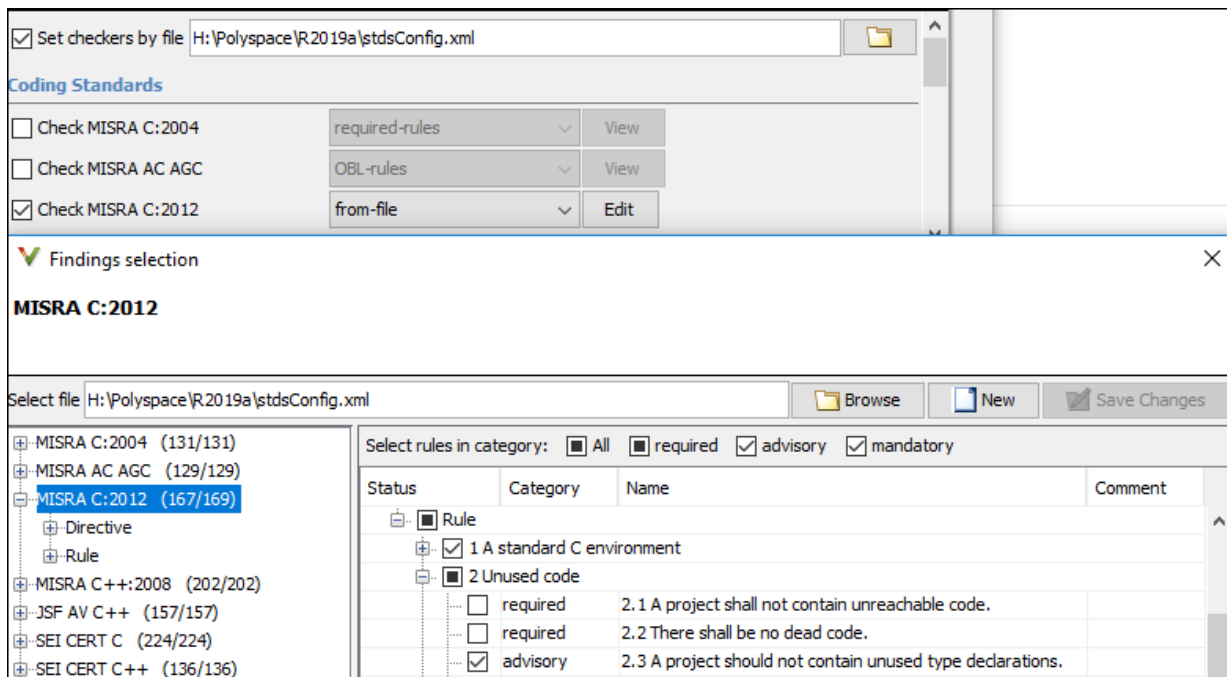 Set checkers by file H:\Polyspace\R2019a\stdsConfig.xml
Coding Standards
Check MISRA C:2004 required-rules View
Check MISRA AC AGC OBL-rules View
Check MISRA C:2012 from-file Edit
Findings selection
MISRA C:2012
Select file H:\Polyspace\R2019a\stdsConfig.xml Browse New Save Changes
MISRA C:2004 (131/131)
MISRA AC AGC (129/129)
MISRA C:2012 (167/169)
Directive
Rule
MISRA C++:2008 (202/202)
JSF AV C++ (157/157)
SEI CERT C (224/224)
SEI CERT C++ (136/136)
Select rules in category: All required advisory mandatory
Status Category Name Comment
Rule
1 A standard C environment
2 Unused code
required 2.1 A project shall not contain unreachable code.
required 2.2 There shall be no dead code.
advisory 2.3 A project should not contain unused type declarations.